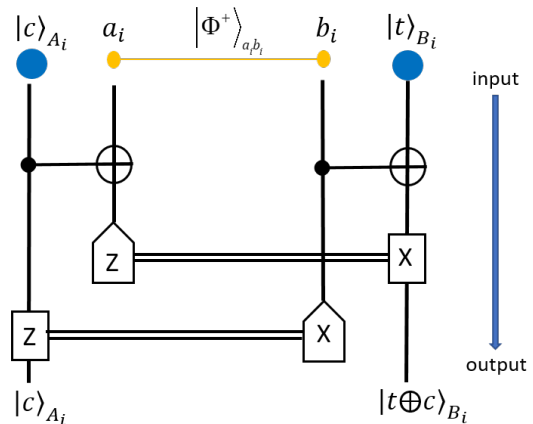 |c⟩_{A_i} a_i |Φ⁺⟩_{a_i b_i} b_i |t⟩_{B_i}
input
Z X
Z X
output
|c⟩_{A_i} |t⊕c⟩_{B_i}